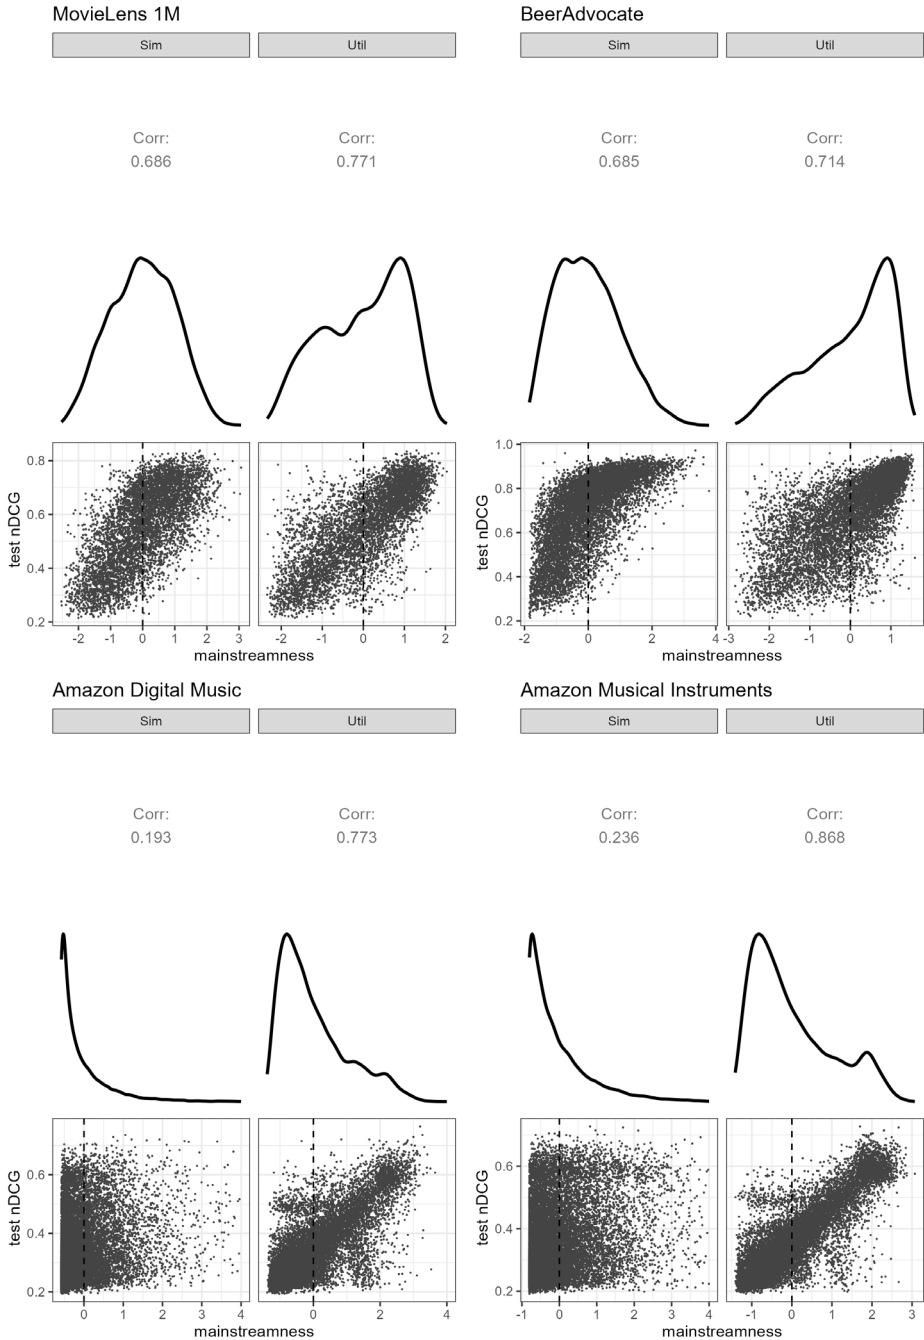 MovieLens 1M
Sim
Util
Corr:
0.686
Corr:
0.771
test nDCG
0.8
0.6
0.4
0.2
-2
-1
0
1
2
3
-2
-1
0
1
2
mainstreamness
BeerAdvocate
Sim
Util
Corr:
0.685
Corr:
0.714
test nDCG
1.0
0.8
0.6
0.4
0.2
-2
0
2
4
-3
-2
-1
0
1
mainstreamness
Amazon Digital Music
Sim
Util
Corr:
0.193
Corr:
0.773
test nDCG
0.6
0.4
0.2
0
1
2
3
4
0
2
4
mainstreamness
Amazon Musical Instruments
Sim
Util
Corr:
0.236
Corr:
0.868
test nDCG
0.6
0.4
0.2
-1
0
1
2
3
4
-1
0
1
2
3
mainstreamness